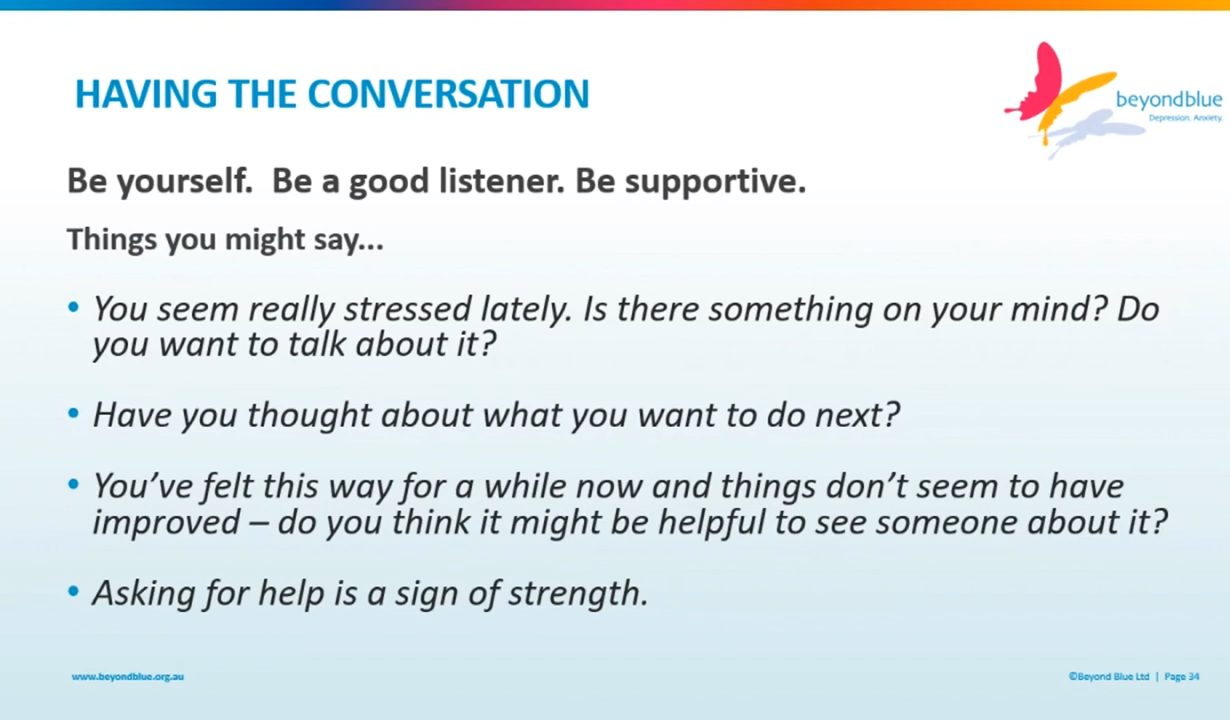 HAVING THE CONVERSATION
beyondblue
Depression. Anxiety.
Be yourself.  Be a good listener. Be supportive.
Things you might say...
• You seem really stressed lately. Is there something on your mind? Do
you want to talk about it?
• Have you thought about what you want to do next?
• You’ve felt this way for a while now and things don’t seem to have
improved – do you think it might be helpful to see someone about it?
• Asking for help is a sign of strength.
www.beyondblue.org.au
©Beyond Blue Ltd | Page 34